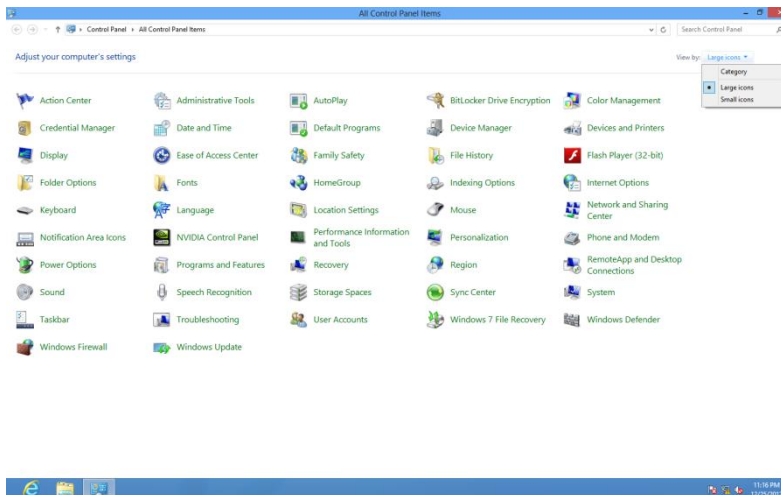 All Control Panel Items
Control Panel All Control Panel Items
Search Control Panel
Adjust your computer's settings
View by: Large icons
Category
Large icons
Small icons
Action Center
Administrative Tools
AutoPlay
BitLocker Drive Encryption
Color Management
Credential Manager
Date and Time
Default Programs
Device Manager
Devices and Printers
Display
Ease of Access Center
Family Safety
File History
Flash Player (32-bit)
Folder Options
Fonts
HomeGroup
Indexing Options
Internet Options
Keyboard
Language
Location Settings
Mouse
Network and Sharing
Center
Notification Area Icons
NVIDIA Control Panel
Performance Information
and Tools
Personalization
Phone and Modem
Power Options
Programs and Features
Recovery
Region
RemoteApp and Desktop
Connections
Sound
Speech Recognition
Storage Spaces
Sync Center
System
Taskbar
Troubleshooting
User Accounts
Windows 7 File Recovery
Windows Defender
Windows Firewall
Windows Update
11:16 PM